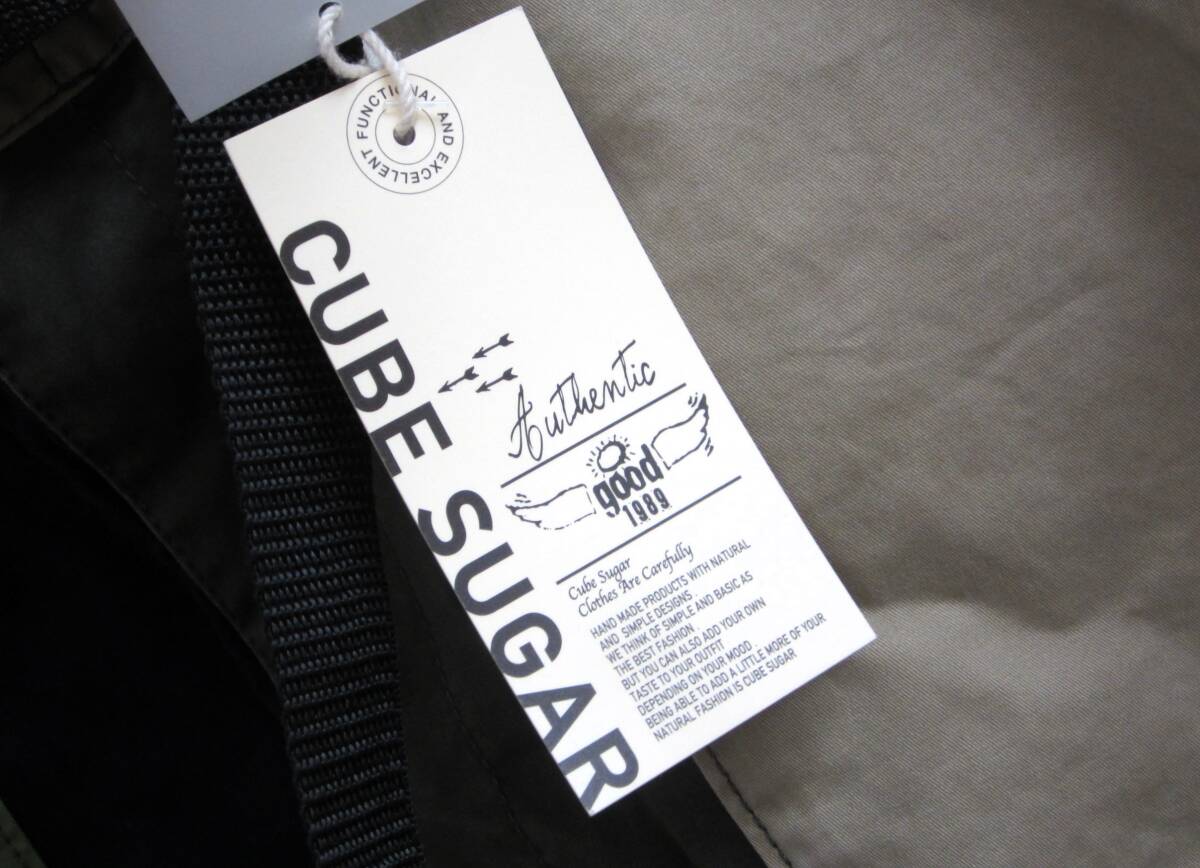 FUNCTIONAL AND EXCELLENT
CUBE SUGAR
Authentic
good
1989
Cube Sugar
Clothes Are Carefully
HAND MADE PRODUCTS WITH NATURAL
AND SIMPLE DESIGNS .
WE THINK OF SIMPLE AND BASIC AS
THE BEST FASHION .
BUT YOU CAN ALSO ADD YOUR OWN
TASTE TO YOUR OUTFIT
DEPENDING ON YOUR MOOD .
BEING ABLE TO ADD A LITTLE MORE OF YOUR
NATURAL FASHION IS CUBE SUGAR